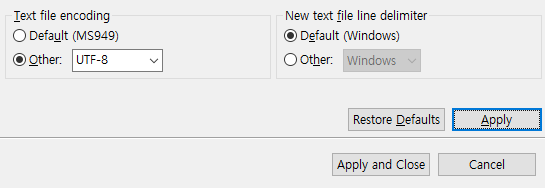 Text file encoding
Default (MS949)
Other: UTF-8
New text file line delimiter
Default (Windows)
Other: Windows
Restore Defaults Apply
Apply and Close Cancel